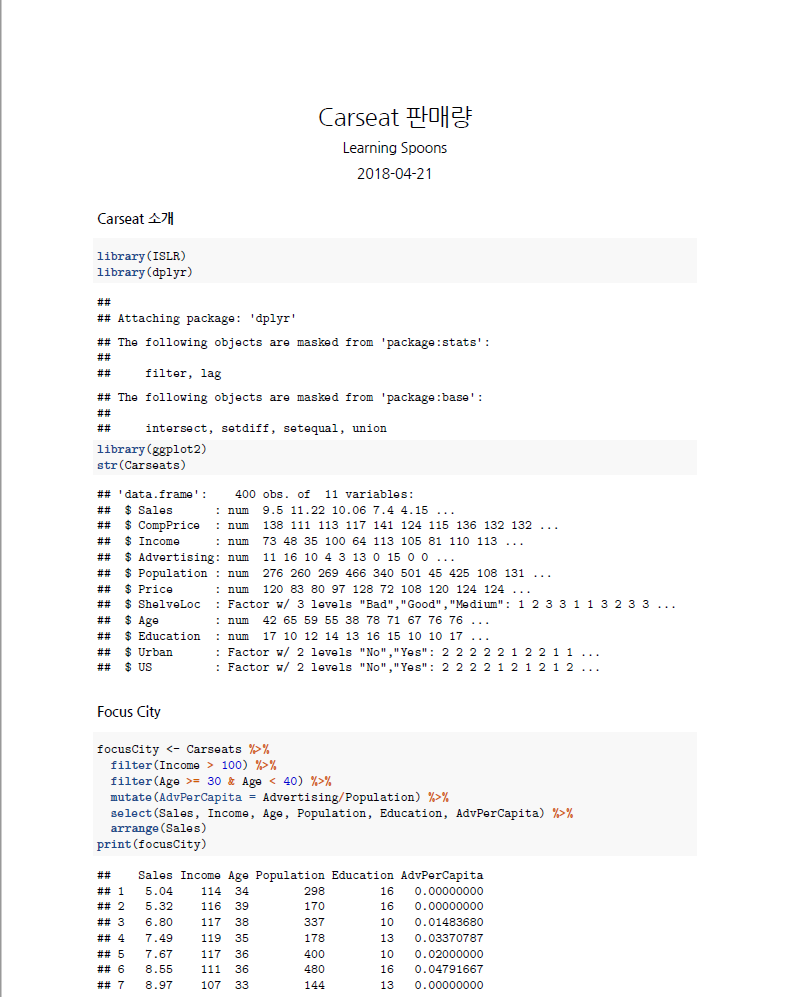 Carseat 판매량
Learning Spoons
2018-04-21
Carseat 소개
library(ISLR)
library(dplyr)
##
## Attaching package: 'dplyr'
## The following objects are masked from 'package:stats':
##
##     filter, lag
## The following objects are masked from 'package:base':
##
##     intersect, setdiff, setequal, union
library(ggplot2)
str(Carseats)
## 'data.frame':    400 obs. of  11 variables:
##  $ Sales      : num  9.5 11.22 10.06 7.4 4.15 ...
##  $ CompPrice  : num  138 111 113 117 141 124 115 136 132 132 ...
##  $ Income     : num  73 48 35 100 64 113 105 81 110 113 ...
##  $ Advertising: num  11 16 10 4 3 13 0 15 0 0 ...
##  $ Population : num  276 260 269 466 340 501 45 425 108 131 ...
##  $ Price      : num  120 83 80 97 128 72 108 120 124 124 ...
##  $ ShelveLoc  : Factor w/ 3 levels "Bad","Good","Medium": 1 2 3 3 1 1 3 2 3 3 ...
##  $ Age        : num  42 65 59 55 38 78 71 67 76 76 ...
##  $ Education  : num  17 10 12 14 13 16 15 10 10 17 ...
##  $ Urban      : Factor w/ 2 levels "No","Yes": 2 2 2 2 2 1 2 2 1 1 ...
##  $ US         : Factor w/ 2 levels "No","Yes": 2 2 2 2 1 2 1 2 1 2 ...
Focus City
focusCity <- Carseats %>%
  filter(Income > 100) %>%
  filter(Age >= 30 & Age < 40) %>%
  mutate(AdvPerCapita = Advertising/Population) %>%
  select(Sales, Income, Age, Population, Education, AdvPerCapita) %>%
  arrange(Sales)
print(focusCity)
##    Sales Income Age Population Education AdvPerCapita
## 1   5.04    114  34        298        16   0.00000000
## 2   5.32    116  39        170        16   0.00000000
## 3   6.80    117  38        337        10   0.01483680
## 4   7.49    119  35        178        13   0.03370787
## 5   7.67    117  36        400        10   0.02000000
## 6   8.55    111  36        480        16   0.04791667
## 7   8.97    107  33        144        13   0.00000000